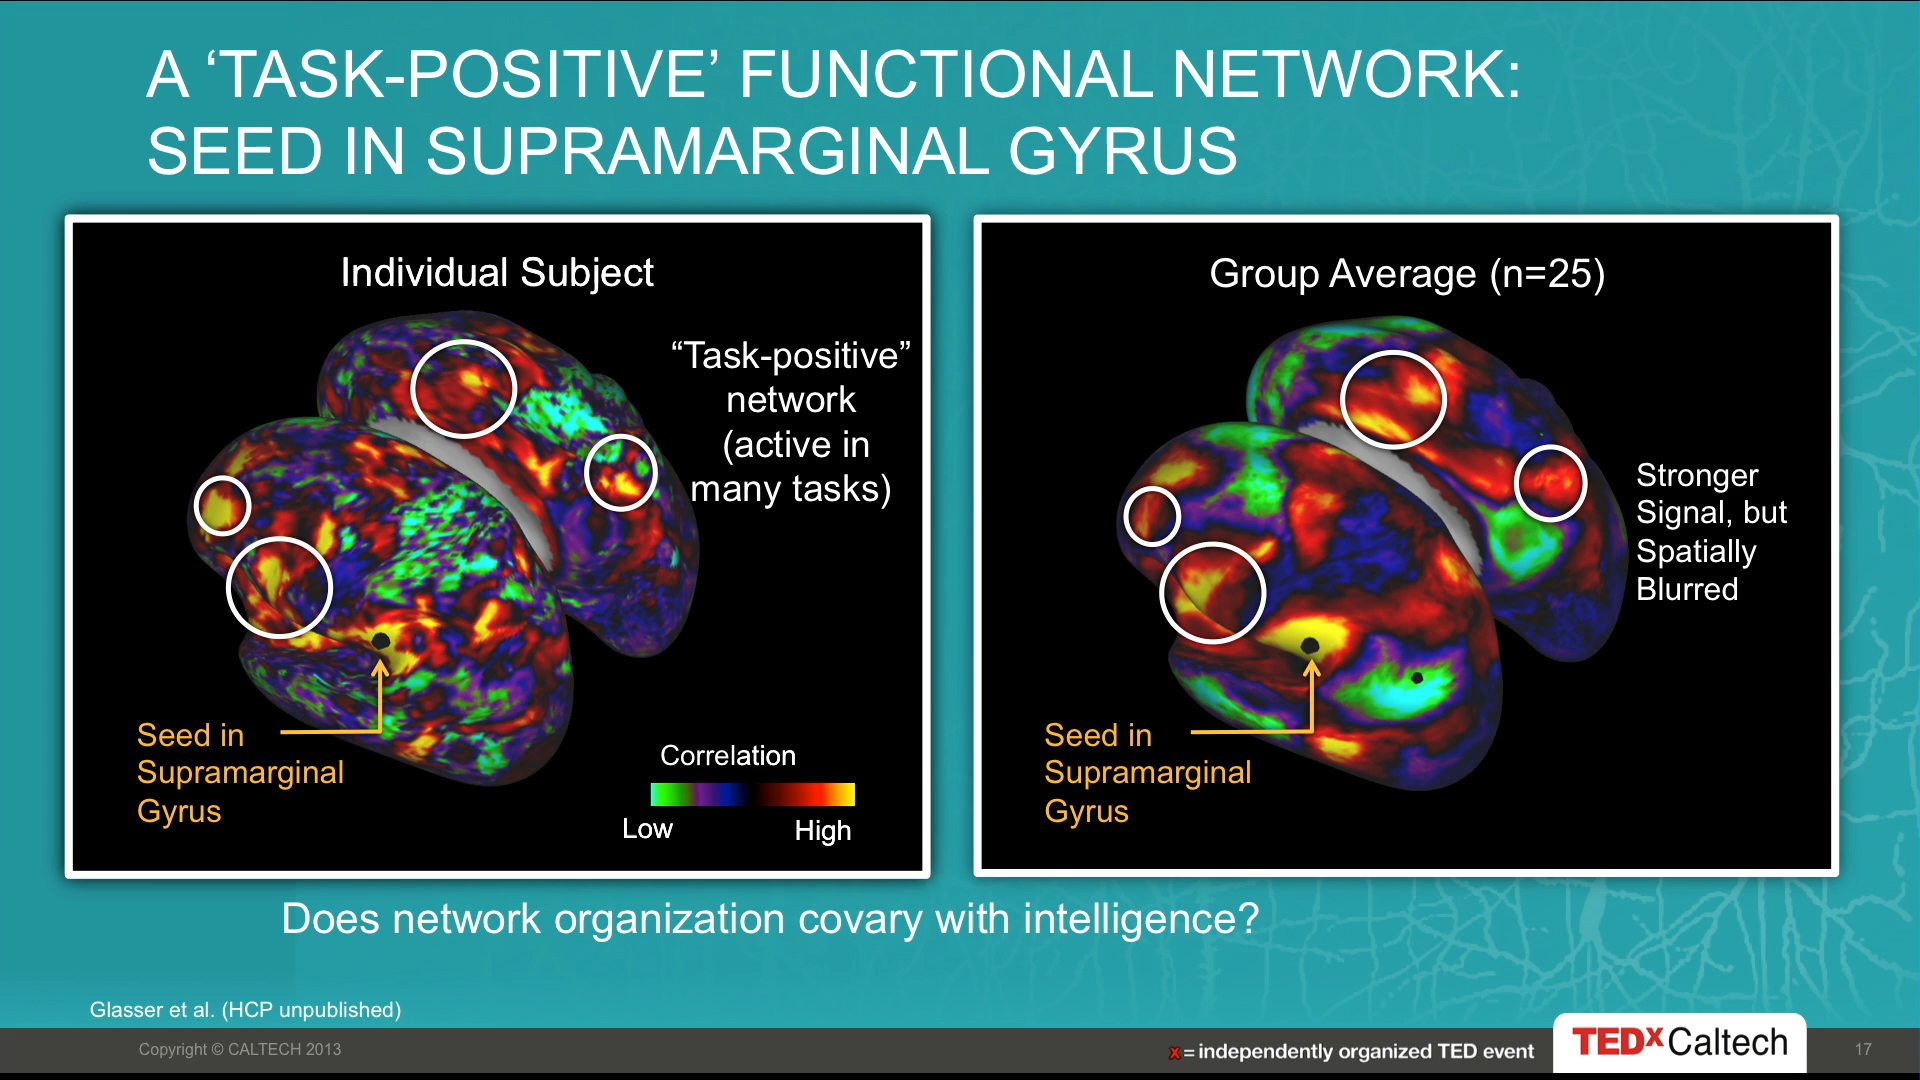 A ‘TASK-POSITIVE’ FUNCTIONAL NETWORK:
SEED IN SUPRAMARGINAL GYRUS
Individual Subject
“Task-positive”
network
(active in
many tasks)
Seed in
Supramarginal
Gyrus
Correlation
Low High
Group Average (n=25)
Stronger
Signal, but
Spatially
Blurred
Seed in
Supramarginal
Gyrus
Does network organization covary with intelligence?
Glasser et al. (HCP unpublished)
Copyright © CALTECH 2013
x = independently organized TED event
TEDxCaltech
17